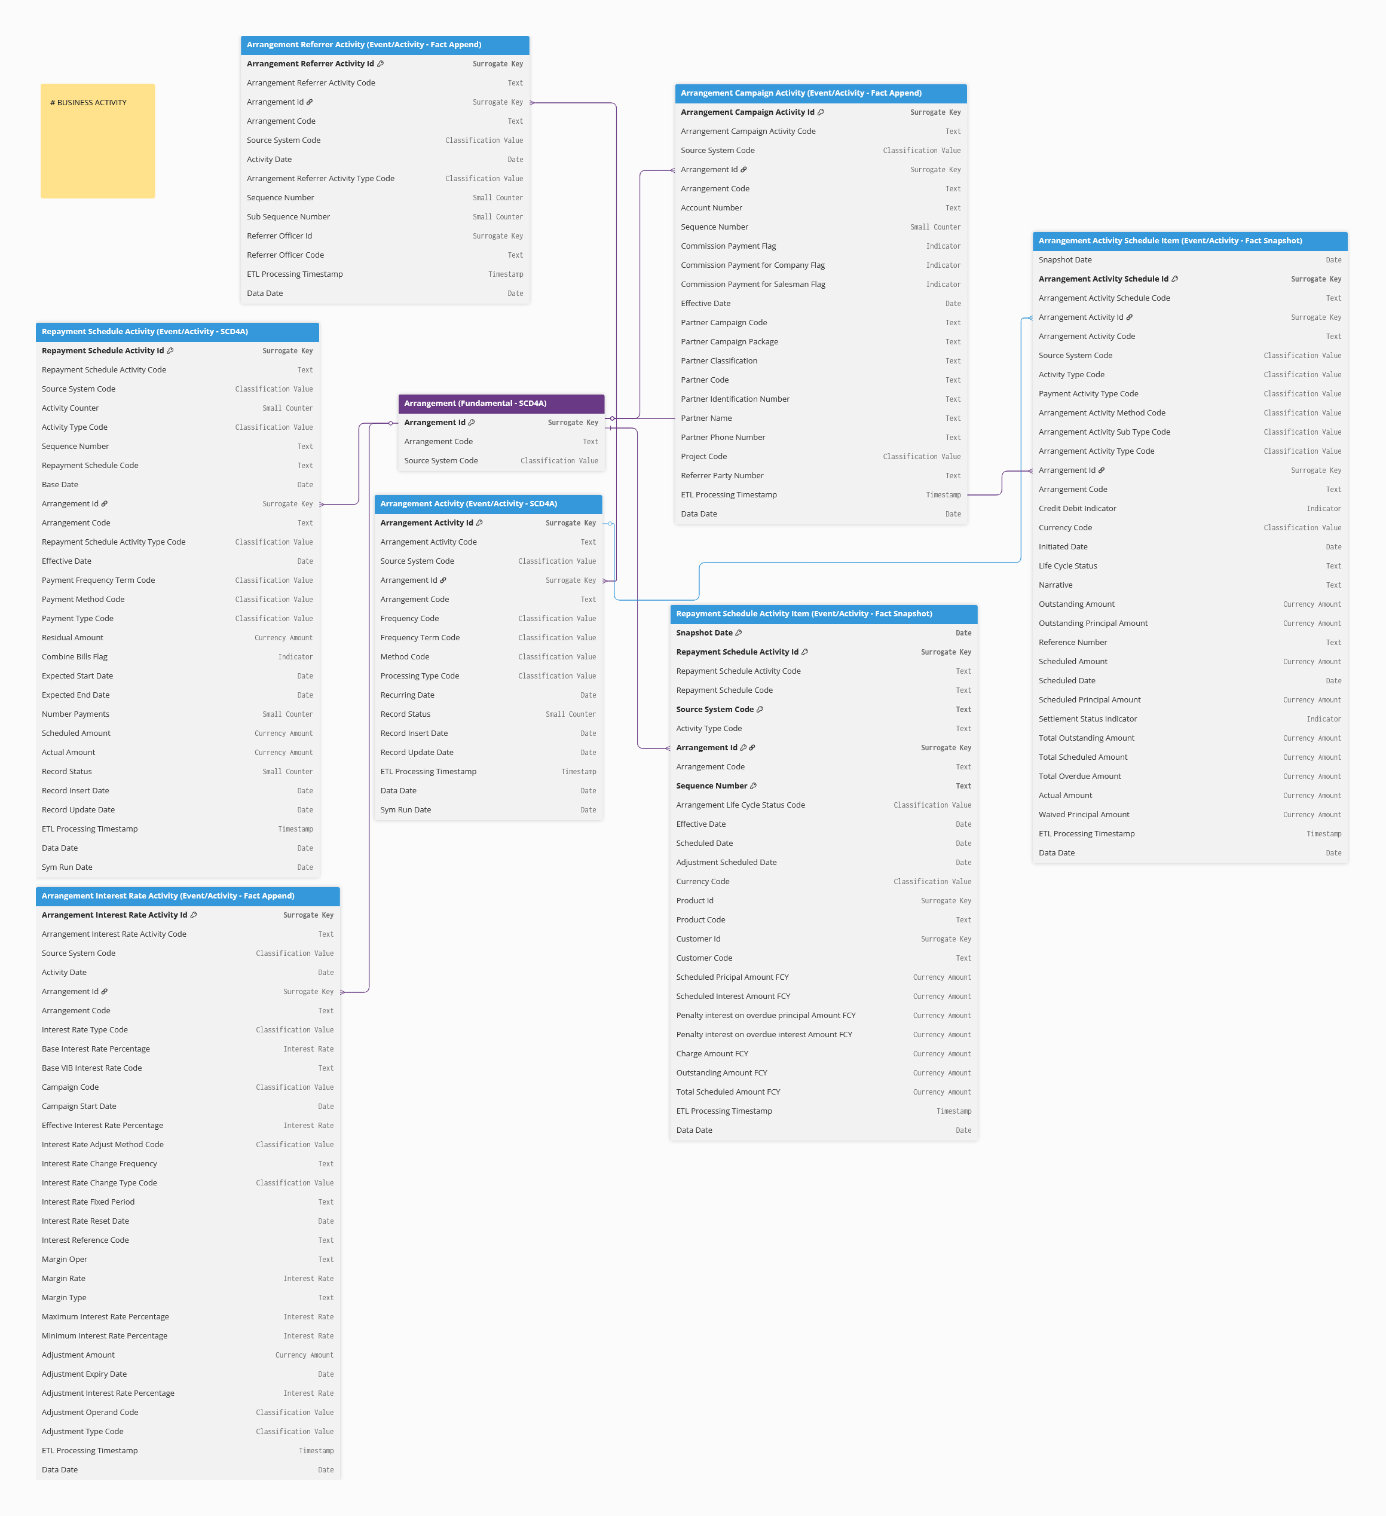 # BUSINESS ACTIVITY
Arrangement Referrer Activity (Event/Activity - Fact Append)
Arrangement Referrer Activity Id Surrogate Key
Arrangement Referrer Activity Code Text
Arrangement Id Surrogate Key
Arrangement Code Text
Source System Code Classification Value
Activity Date Date
Arrangement Referrer Activity Type Code Classification Value
Sequence Number Small Counter
Sub Sequence Number Small Counter
Referrer Officer Id Surrogate Key
Referrer Officer Code Text
ETL Processing Timestamp Timestamp
Data Date Date
Repayment Schedule Activity (Event/Activity - SCD4A)
Repayment Schedule Activity Id Surrogate Key
Repayment Schedule Activity Code Text
Source System Code Classification Value
Activity Counter Small Counter
Activity Type Code Classification Value
Sequence Number Text
Repayment Schedule Code Text
Base Date Date
Arrangement Id Surrogate Key
Arrangement Code Text
Repayment Schedule Activity Type Code Classification Value
Effective Date Date
Payment Frequency Term Code Classification Value
Payment Method Code Classification Value
Payment Type Code Classification Value
Residual Amount Currency Amount
Combine Bills Flag Indicator
Expected Start Date Date
Expected End Date Date
Number Payments Small Counter
Scheduled Amount Currency Amount
Actual Amount Currency Amount
Record Status Small Counter
Record Insert Date Date
Record Update Date Date
ETL Processing Timestamp Timestamp
Data Date Date
Sym Run Date Date
Arrangement Interest Rate Activity (Event/Activity - Fact Append)
Arrangement Interest Rate Activity Id Surrogate Key
Arrangement Interest Rate Activity Code Text
Source System Code Classification Value
Activity Date Date
Arrangement Id Surrogate Key
Arrangement Code Text
Interest Rate Type Code Classification Value
Base Interest Rate Percentage Interest Rate
Base VIB Interest Rate Code Text
Campaign Code Classification Value
Campaign Start Date Date
Effective Interest Rate Percentage Interest Rate
Interest Rate Adjust Method Code Classification Value
Interest Rate Change Frequency Text
Interest Rate Change Type Code Classification Value
Interest Rate Fixed Period Text
Interest Rate Reset Date Date
Interest Reference Code Text
Margin Oper Text
Margin Rate Interest Rate
Margin Type Text
Maximum Interest Rate Percentage Interest Rate
Minimum Interest Rate Percentage Interest Rate
Adjustment Amount Currency Amount
Adjustment Expiry Date Date
Adjustment Interest Rate Percentage Interest Rate
Adjustment Operand Code Classification Value
Adjustment Type Code Classification Value
ETL Processing Timestamp Timestamp
Data Date Date
Arrangement (Fundamental - SCD4A)
Arrangement Id Surrogate Key
Arrangement Code Text
Source System Code Classification Value
Arrangement Activity (Event/Activity - SCD4A)
Arrangement Activity Id Surrogate Key
Arrangement Activity Code Text
Source System Code Classification Value
Arrangement Id Surrogate Key
Arrangement Code Text
Frequency Code Classification Value
Frequency Term Code Classification Value
Method Code Classification Value
Processing Type Code Classification Value
Recurring Date Date
Record Status Small Counter
Record Insert Date Date
Record Update Date Date
ETL Processing Timestamp Timestamp
Data Date Date
Sym Run Date Date
Arrangement Campaign Activity (Event/Activity - Fact Append)
Arrangement Campaign Activity Id Surrogate Key
Arrangement Campaign Activity Code Text
Source System Code Classification Value
Arrangement Id Surrogate Key
Arrangement Code Text
Account Number Text
Sequence Number Small Counter
Commission Payment Flag Indicator
Commission Payment for Company Flag Indicator
Commission Payment for Salesman Flag Indicator
Effective Date Date
Partner Campaign Code Text
Partner Campaign Package Text
Partner Classification Text
Partner Code Text
Partner Identification Number Text
Partner Name Text
Partner Phone Number Text
Project Code Classification Value
Referrer Party Number Text
ETL Processing Timestamp Timestamp
Data Date Date
Repayment Schedule Activity Item (Event/Activity - Fact Snapshot)
Snapshot Date Date
Repayment Schedule Activity Id Surrogate Key
Repayment Schedule Activity Code Text
Repayment Schedule Code Text
Source System Code Text
Activity Type Code Text
Arrangement Id Surrogate Key
Arrangement Code Text
Sequence Number Text
Arrangement Life Cycle Status Code Classification Value
Effective Date Date
Scheduled Date Date
Adjustment Scheduled Date Date
Currency Code Classification Value
Product Id Surrogate Key
Product Code Text
Customer Id Surrogate Key
Customer Code Text
Scheduled Pricipal Amount FCY Currency Amount
Scheduled Interest Amount FCY Currency Amount
Penalty interest on overdue principal Amount FCY Currency Amount
Penalty interest on overdue interest Amount FCY Currency Amount
Charge Amount FCY Currency Amount
Outstanding Amount FCY Currency Amount
Total Scheduled Amount FCY Currency Amount
ETL Processing Timestamp Timestamp
Data Date Date
Arrangement Activity Schedule Item (Event/Activity - Fact Snapshot)
Snapshot Date Date
Arrangement Activity Schedule Id Surrogate Key
Arrangement Activity Schedule Code Text
Arrangement Activity Id Surrogate Key
Arrangement Activity Code Text
Source System Code Classification Value
Activity Type Code Classification Value
Payment Activity Type Code Classification Value
Arrangement Activity Method Code Classification Value
Arrangement Activity Sub Type Code Classification Value
Arrangement Activity Type Code Classification Value
Arrangement Id Surrogate Key
Arrangement Code Text
Credit Debit Indicator Indicator
Currency Code Classification Value
Initiated Date Date
Life Cycle Status Text
Narrative Text
Outstanding Amount Currency Amount
Outstanding Principal Amount Currency Amount
Reference Number Text
Scheduled Amount Currency Amount
Scheduled Date Date
Scheduled Principal Amount Currency Amount
Settlement Status Indicator Indicator
Total Outstanding Amount Currency Amount
Total Scheduled Amount Currency Amount
Total Overdue Amount Currency Amount
Actual Amount Currency Amount
Waived Principal Amount Currency Amount
ETL Processing Timestamp Timestamp
Data Date Date